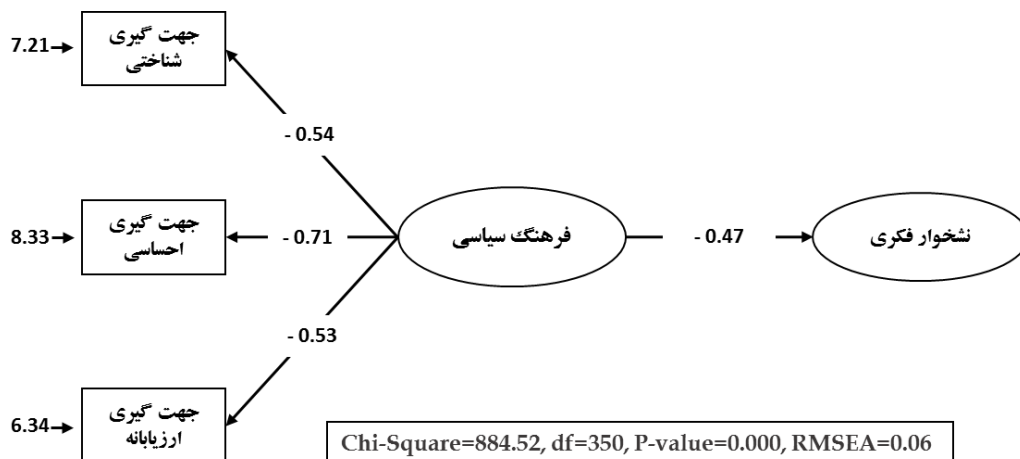 7.21
جهت گیری
شناختی
- 0.54
8.33
جهت گیری
احساسی
- 0.71
فرهنگ سیاسی
- 0.47
نشخوار فکری
- 0.53
6.34
جهت گیری
ارزیابانه
Chi-Square=884.52, df=350, P-value=0.000, RMSEA=0.06